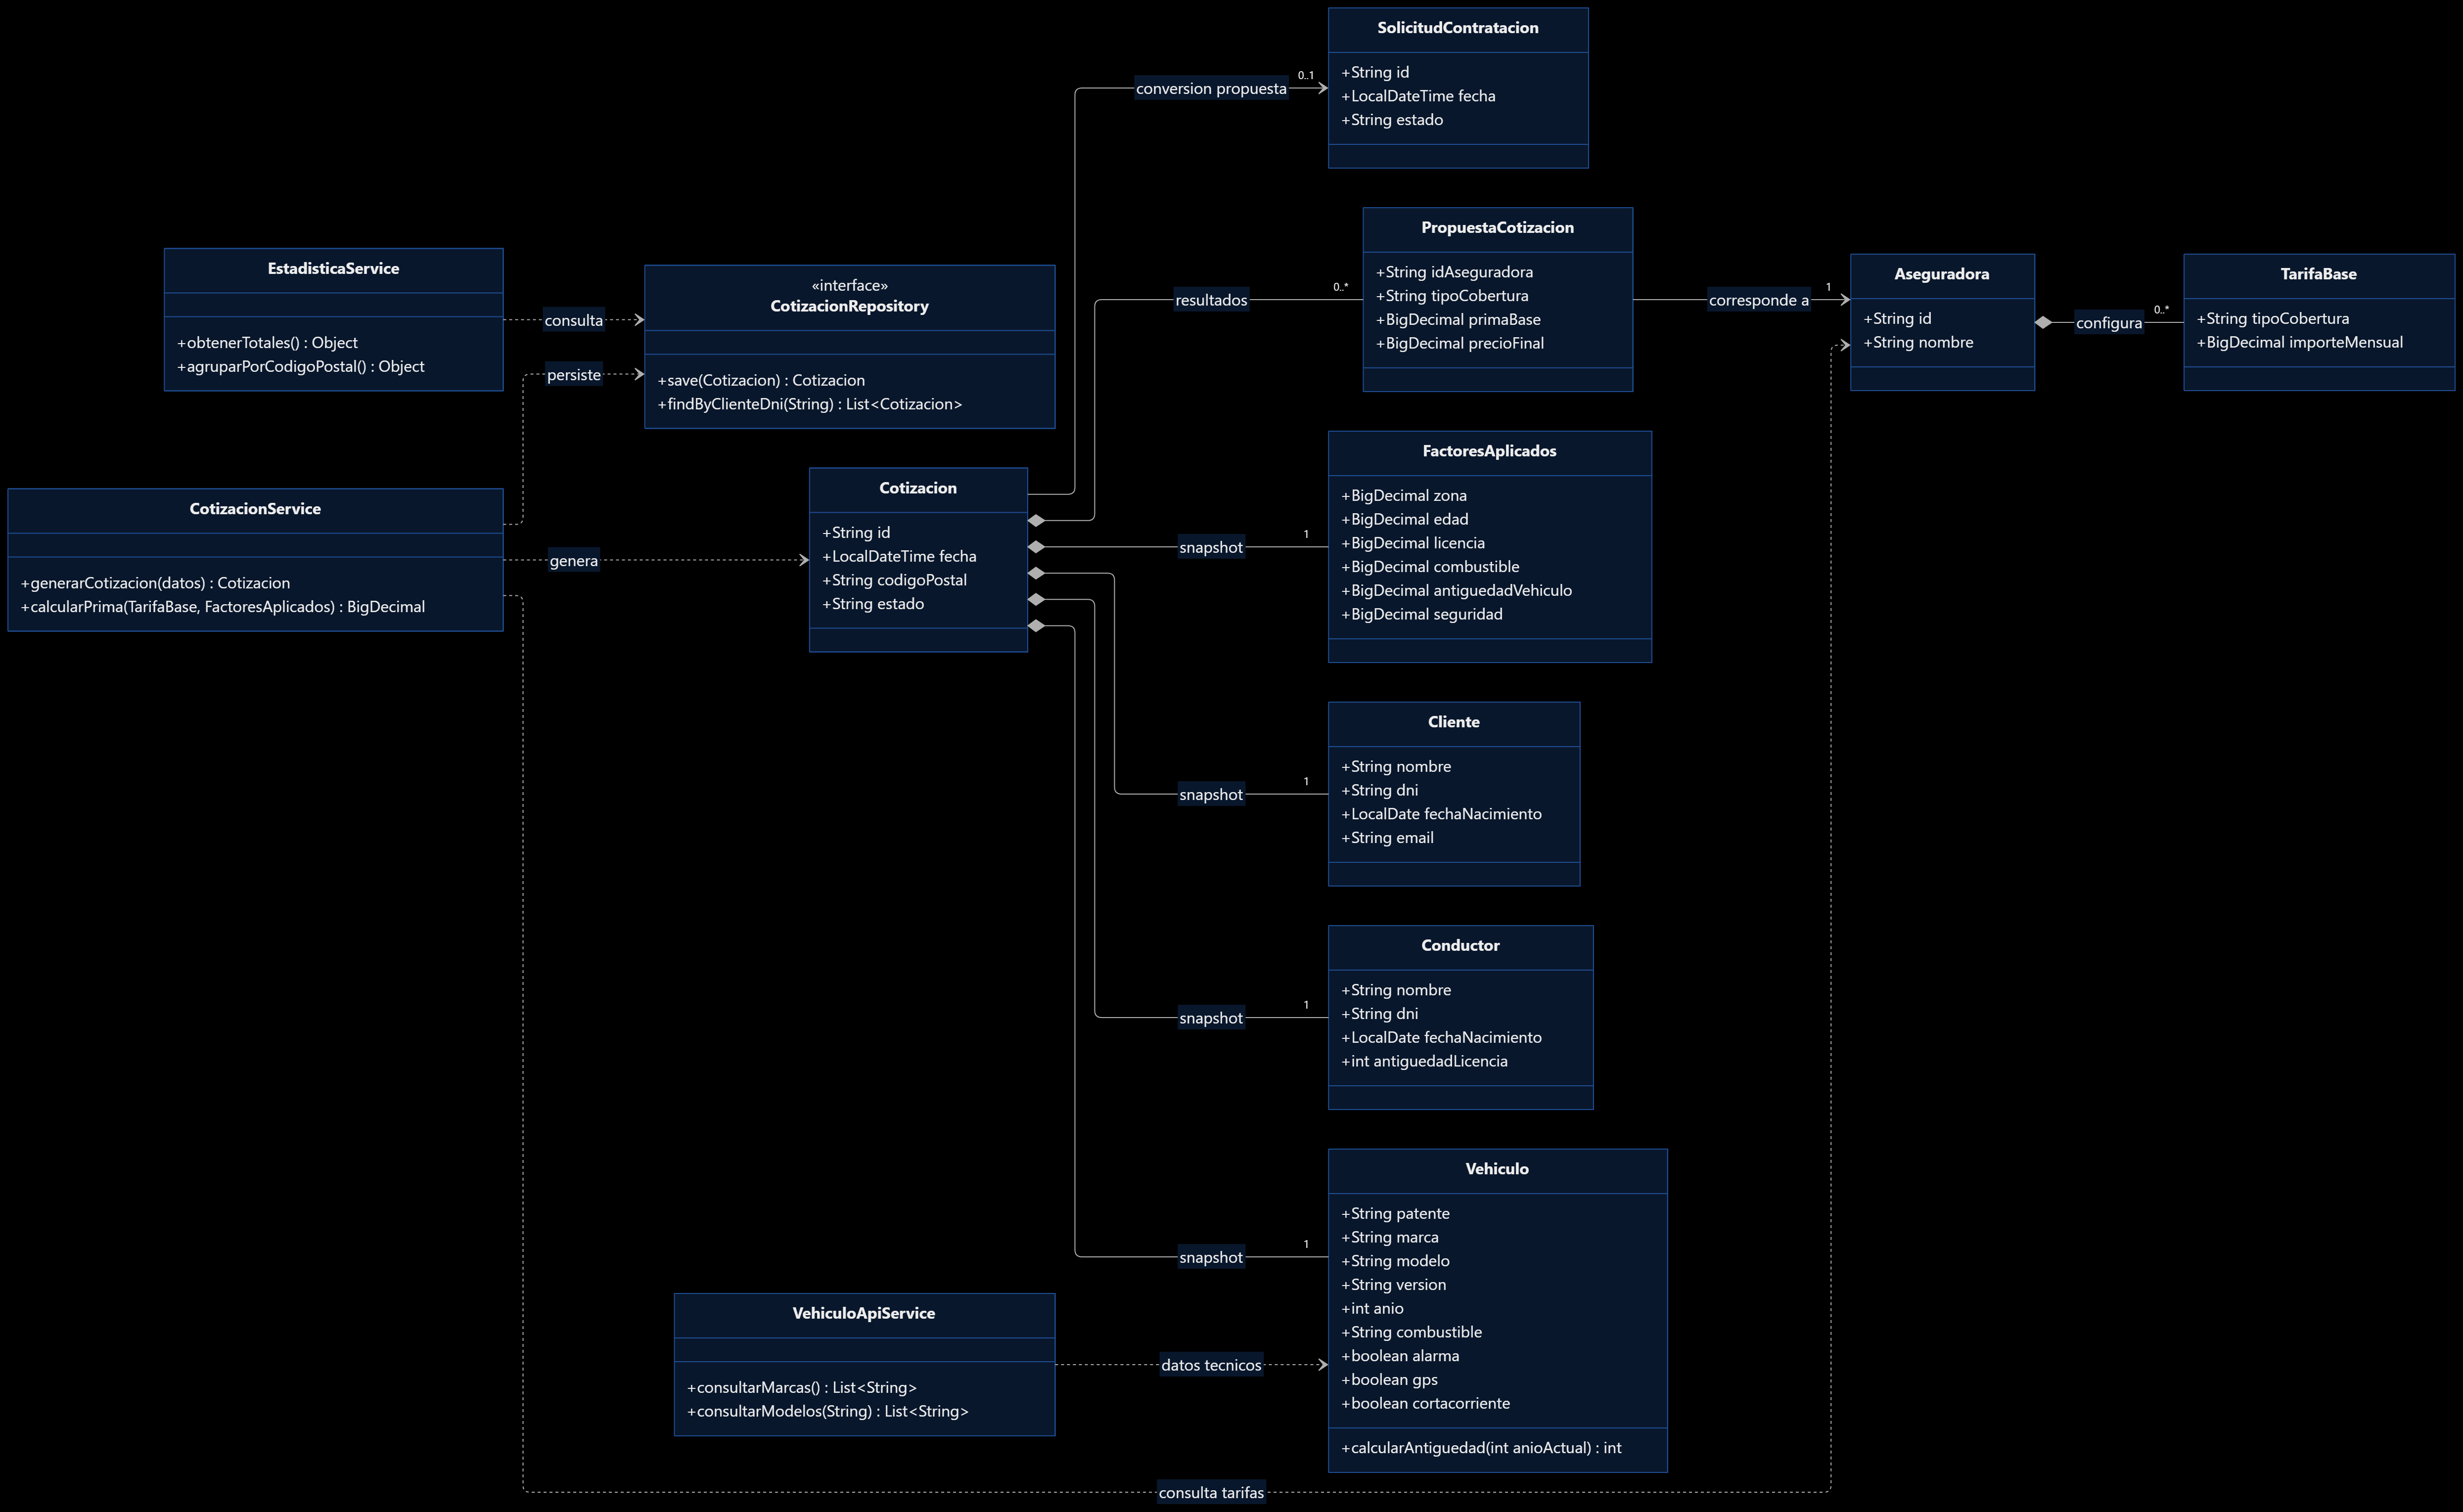 SolicitudContratacion
+String id
+LocalDateTime fecha
+String estado
conversion propuesta
0..1
PropuestaCotizacion
+String idAseguradora
+String tipoCobertura
+BigDecimal primaBase
+BigDecimal precioFinal
resultados
0..*
corresponde a
1
Aseguradora
+String id
+String nombre
configura
0..*
TarifaBase
+String tipoCobertura
+BigDecimal importeMensual
EstadisticaService
+obtenerTotales() : Object
+agruparPorCodigoPostal() : Object
consulta
persiste
«interface»
CotizacionRepository
+save(Cotizacion) : Cotizacion
+findByClienteDni(String) : List<Cotizacion>
CotizacionService
+generarCotizacion(datos) : Cotizacion
+calcularPrima(TarifaBase, FactoresAplicados) : BigDecimal
genera
Cotizacion
+String id
+LocalDateTime fecha
+String codigoPostal
+String estado
snapshot
1
FactoresAplicados
+BigDecimal zona
+BigDecimal edad
+BigDecimal licencia
+BigDecimal combustible
+BigDecimal antiguedadVehiculo
+BigDecimal seguridad
snapshot
1
Cliente
+String nombre
+String dni
+LocalDate fechaNacimiento
+String email
snapshot
1
Conductor
+String nombre
+String dni
+LocalDate fechaNacimiento
+int antiguedadLicencia
snapshot
1
Vehiculo
+String patente
+String marca
+String modelo
+String version
+int anio
+String combustible
+boolean alarma
+boolean gps
+boolean cortacorriente
+calcularAntiguedad(int anioActual) : int
VehiculoApiService
+consultarMarcas() : List<String>
+consultarModelos(String) : List<String>
datos tecnicos
consulta tarifas